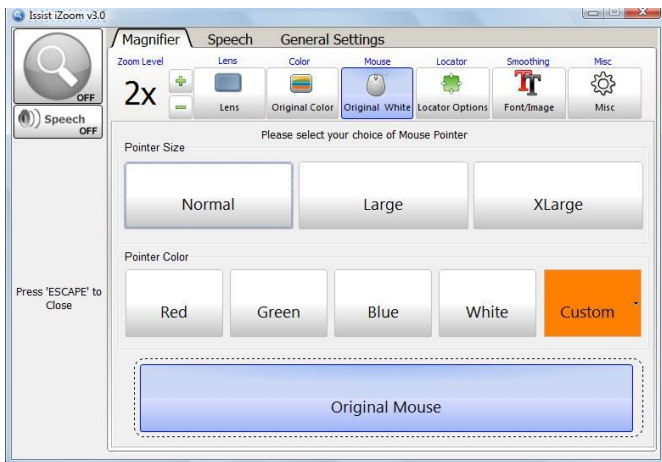 Issist iZoom v3.0
Magnifier Speech General Settings
Zoom Level Lens Color Mouse Locator Smoothing Misc
2x
Lens Original Color Original White Locator Options Font/Image Misc
OFF
Speech
OFF
Please select your choice of Mouse Pointer
Pointer Size
Normal Large XLarge
Pointer Color
Red Green Blue White Custom
Press 'ESCAPE' to
Close
Original Mouse